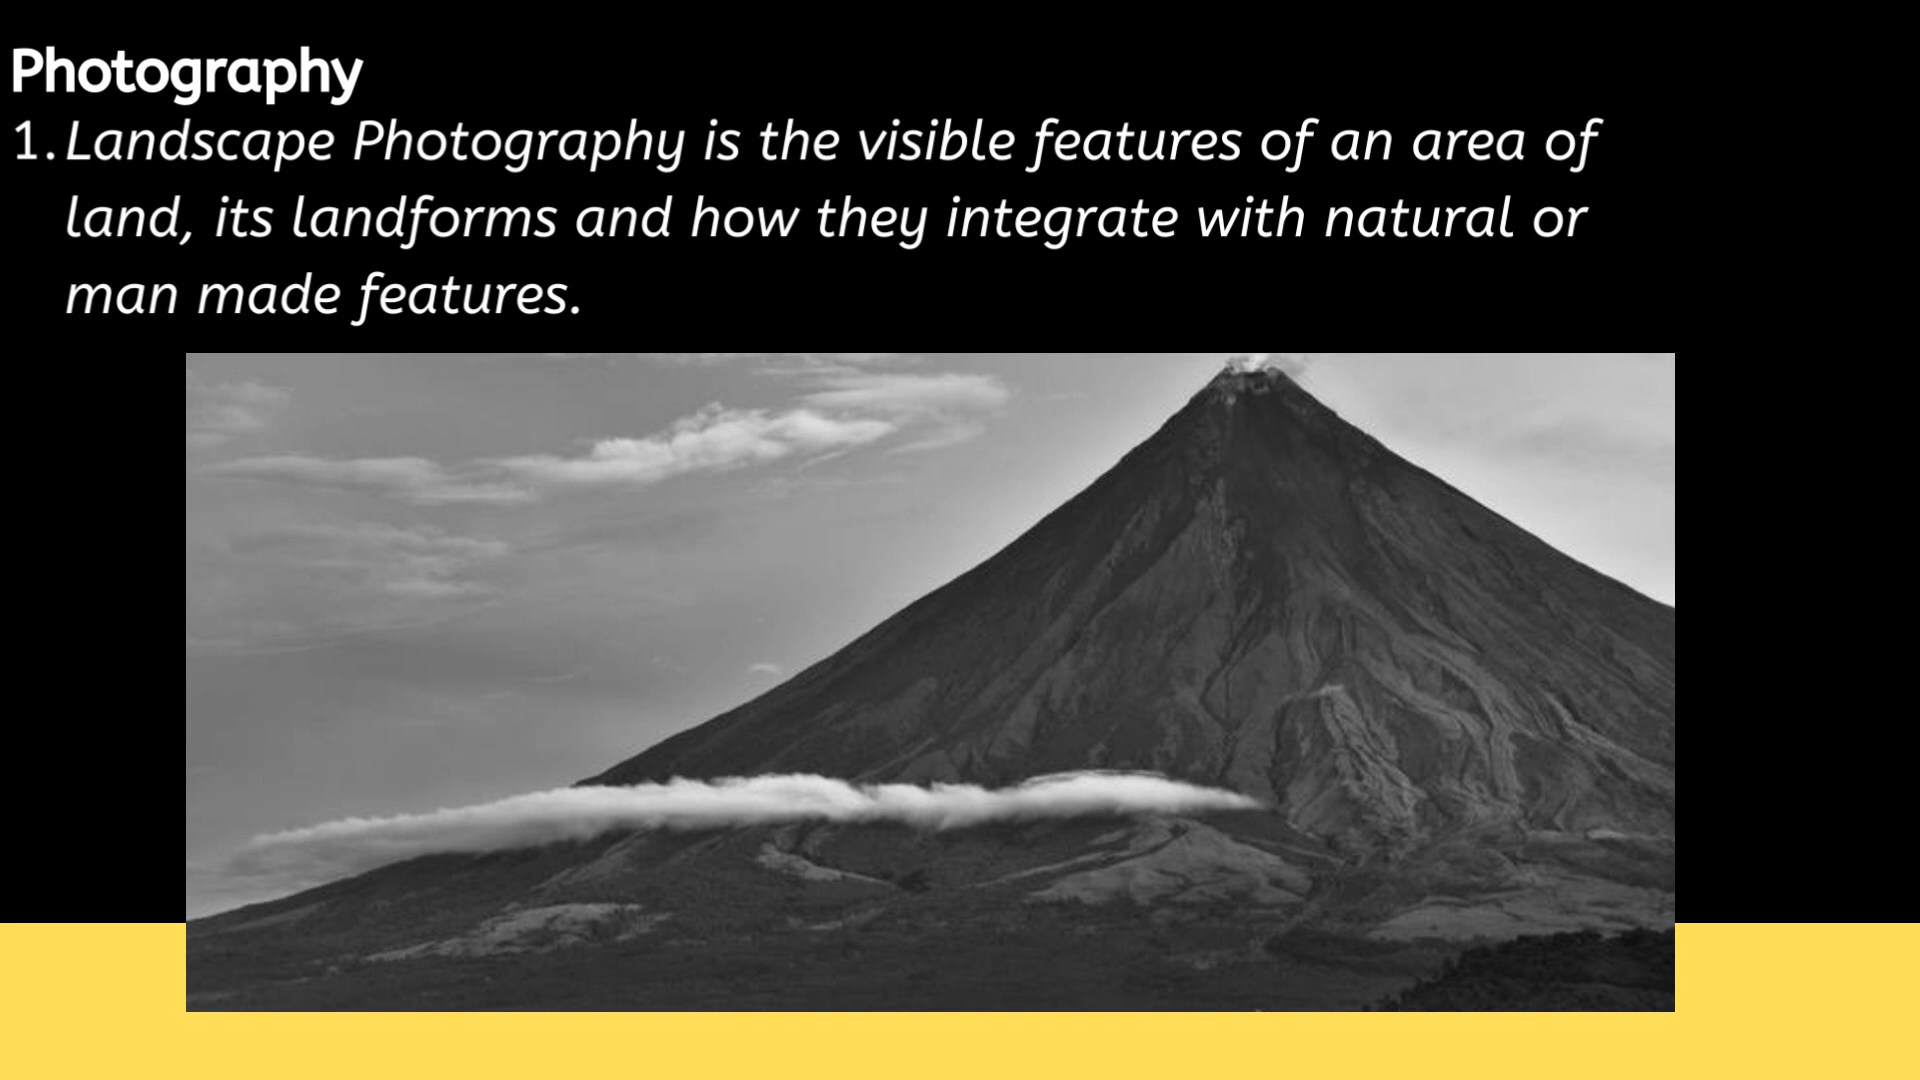 Photography
1. Landscape Photography is the visible features of an area of
land, its landforms and how they integrate with natural or
man made features.